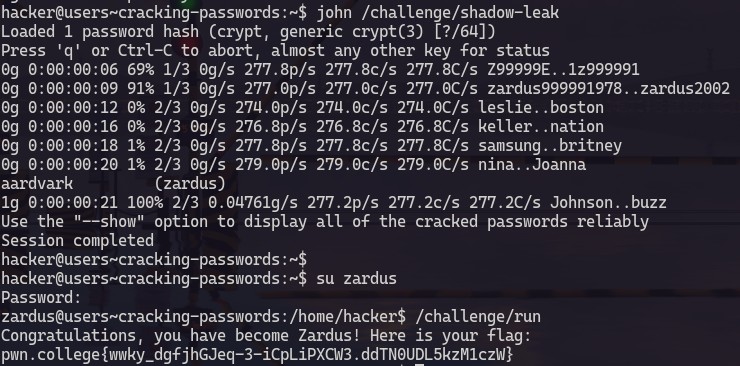 hacker@users~cracking-passwords:~$ john /challenge/shadow-leak
Loaded 1 password hash (crypt, generic crypt(3) [?/64])
Press 'q' or Ctrl-C to abort, almost any other key for status
0g 0:00:00:06 69% 1/3 0g/s 277.8p/s 277.8c/s 277.8C/s Z99999E..1z999991
0g 0:00:00:09 91% 1/3 0g/s 277.0p/s 277.0c/s 277.0C/s zardus999991978..zardus2002
0g 0:00:00:12 0% 2/3 0g/s 274.0p/s 274.0c/s 274.0C/s leslie..boston
0g 0:00:00:16 0% 2/3 0g/s 276.8p/s 276.8c/s 276.8C/s keller..nation
0g 0:00:00:18 1% 2/3 0g/s 277.8p/s 277.8c/s 277.8C/s samsung..britney
0g 0:00:00:20 1% 2/3 0g/s 279.0p/s 279.0c/s 279.0C/s nina..Joanna
aardvark         (zardus)
1g 0:00:00:21 100% 2/3 0.04761g/s 277.2p/s 277.2c/s 277.2C/s Johnson..buzz
Use the "--show" option to display all of the cracked passwords reliably
Session completed
hacker@users~cracking-passwords:~$
hacker@users~cracking-passwords:~$ su zardus
Password:
zardus@users~cracking-passwords:/home/hacker$ /challenge/run
Congratulations, you have become Zardus! Here is your flag:
pwn.college{wwky_dgfjhGJeq-3-iCpLiPXCW3.ddTN0UDL5kzM1czW}